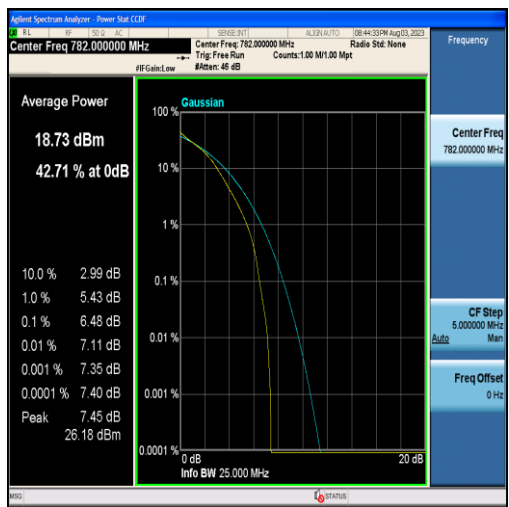 Agilent Spectrum Analyzer - Power Stat CCDF
RL RF 50 Ω AC SENSE:INT ALIGN AUTO 08:44:33PM Aug 03, 2023
Center Freq 782.000000 MHz
Center Freq: 782.000000 MHz Radio Std: None
Trig: Free Run Counts:1.00 M/1.00 Mpt
#IFGain:Low #Atten: 46 dB
Frequency
Average Power
18.73 dBm
42.71 % at 0dB
10.0 % 2.99 dB
1.0 % 5.43 dB
0.1 % 6.48 dB
0.01 % 7.11 dB
0.001 % 7.35 dB
0.0001 % 7.40 dB
Peak 7.45 dB
26.18 dBm
Gaussian
100 %
10 %
1 %
0.1 %
0.01 %
0.001 %
0.0001 %
0 dB 20 dB
Info BW 25.000 MHz
Center Freq
782.000000 MHz
CF Step
5.000000 MHz
Auto Man
Freq Offset
0 Hz
MSG STATUS